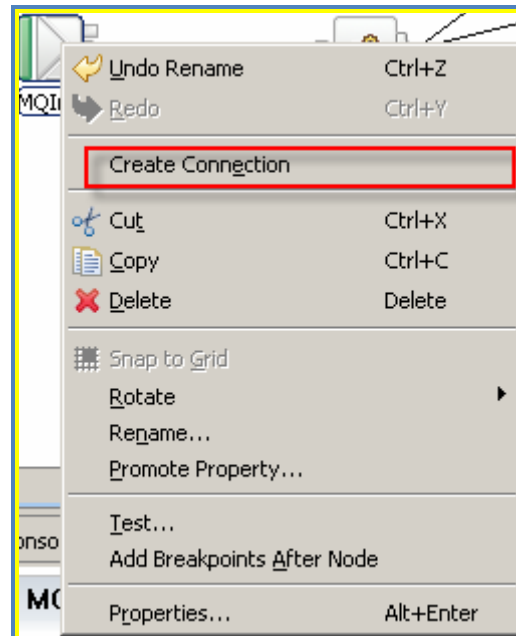 Undo Rename Ctrl+Z
MQI
Redo Ctrl+Y
Create Connection
Cut Ctrl+X
Copy Ctrl+C
Delete Delete
Snap to Grid
Rotate
Rename...
Promote Property...
Test...
onso
Add Breakpoints After Node
Properties... Alt+Enter